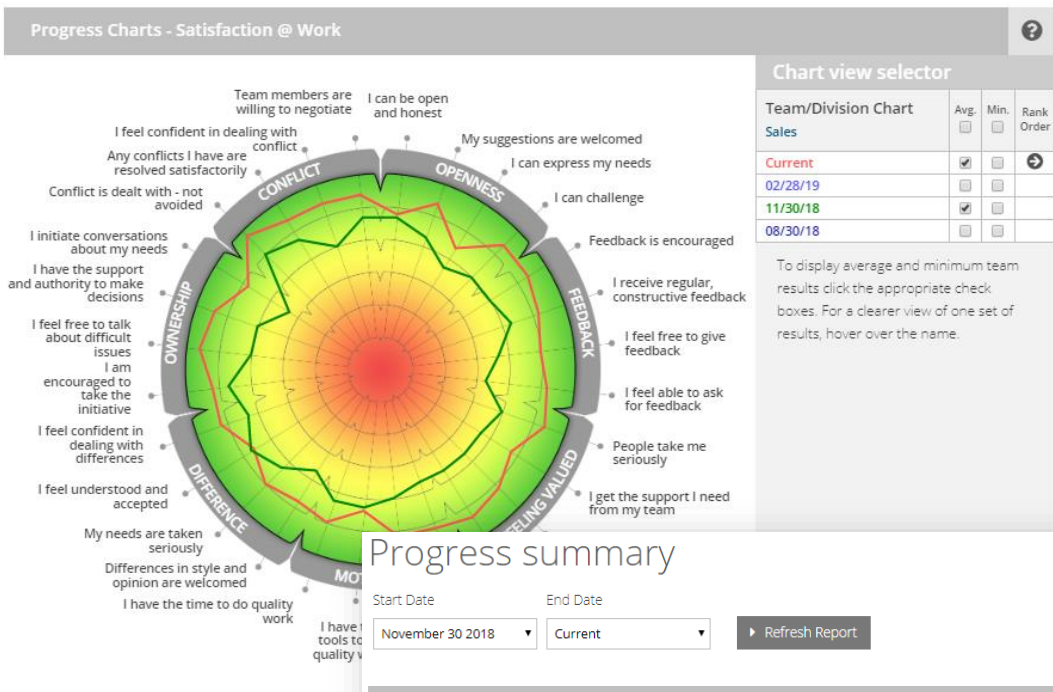 Progress Charts - Satisfaction @ Work
?
Chart view selector
Team/Division Chart
Sales
Avg.
Min.
Rank
Order
Current
02/28/19
11/30/18
08/30/18
To display average and minimum team
results click the appropriate check
boxes. For a clearer view of one set of
results, hover over the name.
Team members are
willing to negotiate
I can be open
and honest
I feel confident in dealing with
conflict
My suggestions are welcomed
Any conflicts I have are
resolved satisfactorily
I can express my needs
Conflict is dealt with - not
avoided
I can challenge
I initiate conversations
about my needs
Feedback is encouraged
I have the support
and authority to make
decisions
I receive regular,
constructive feedback
I feel free to talk
about difficult
issues
I feel free to give
feedback
I am
encouraged to
take the
initiative
I feel able to ask
for feedback
I feel confident in
dealing with
differences
People take me
seriously
I feel understood and
accepted
I get the support I need
from my team
My needs are taken
seriously
Differences in style and
opinion are welcomed
I have the time to do quality
work
I have
tools to
quality
CONFLICT
OPENNESS
OWNERSHIP
FEEDBACK
DIFFERENCE
FEELING VALUED
MO
Progress summary
Start Date
End Date
November 30 2018
Current
Refresh Report